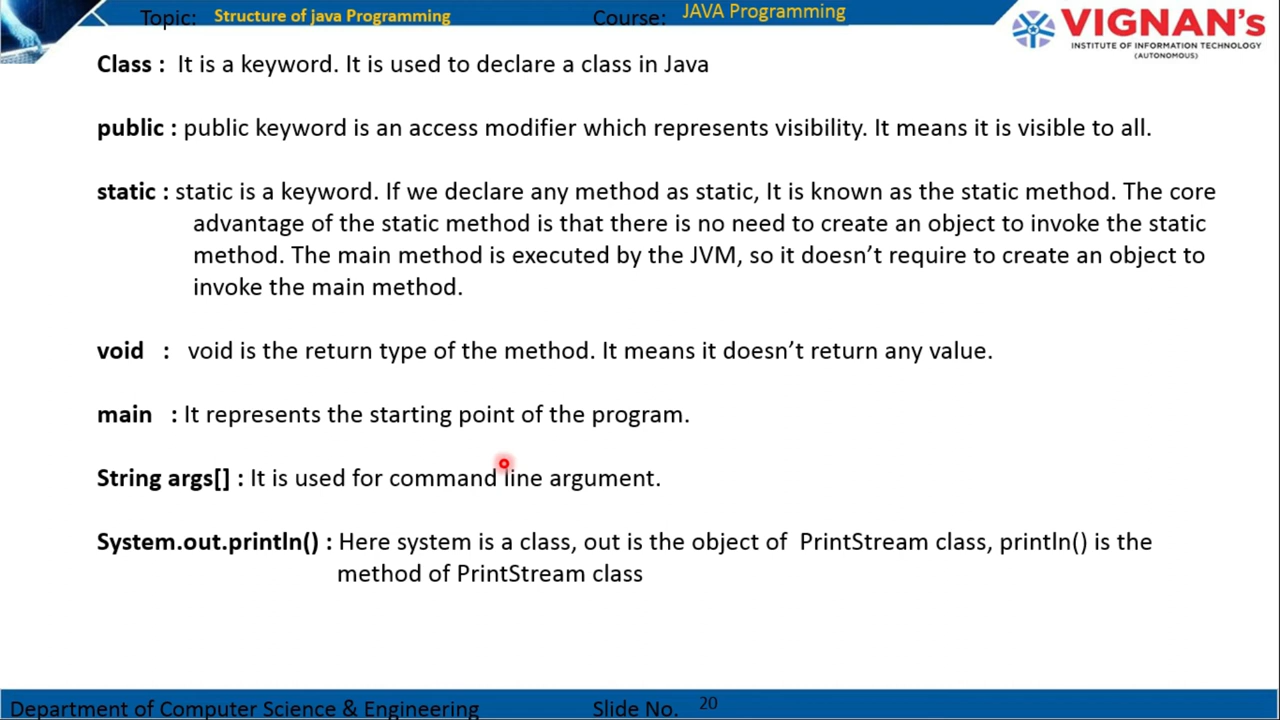 Topic: Structure of java Programming Course: JAVA Programming
VIGNAN's
INSTITUTE OF INFORMATION TECHNOLOGY
(AUTONOMOUS)
Class : It is a keyword. It is used to declare a class in Java
public : public keyword is an access modifier which represents visibility. It means it is visible to all.
static : static is a keyword. If we declare any method as static, It is known as the static method. The core
advantage of the static method is that there is no need to create an object to invoke the static
method. The main method is executed by the JVM, so it doesn't require to create an object to
invoke the main method.
void : void is the return type of the method. It means it doesn't return any value.
main : It represents the starting point of the program.
String args[] : It is used for command line argument.
System.out.println() : Here system is a class, out is the object of PrintStream class, println() is the
method of PrintStream class
Department of Computer Science & Engineering Slide No. 20